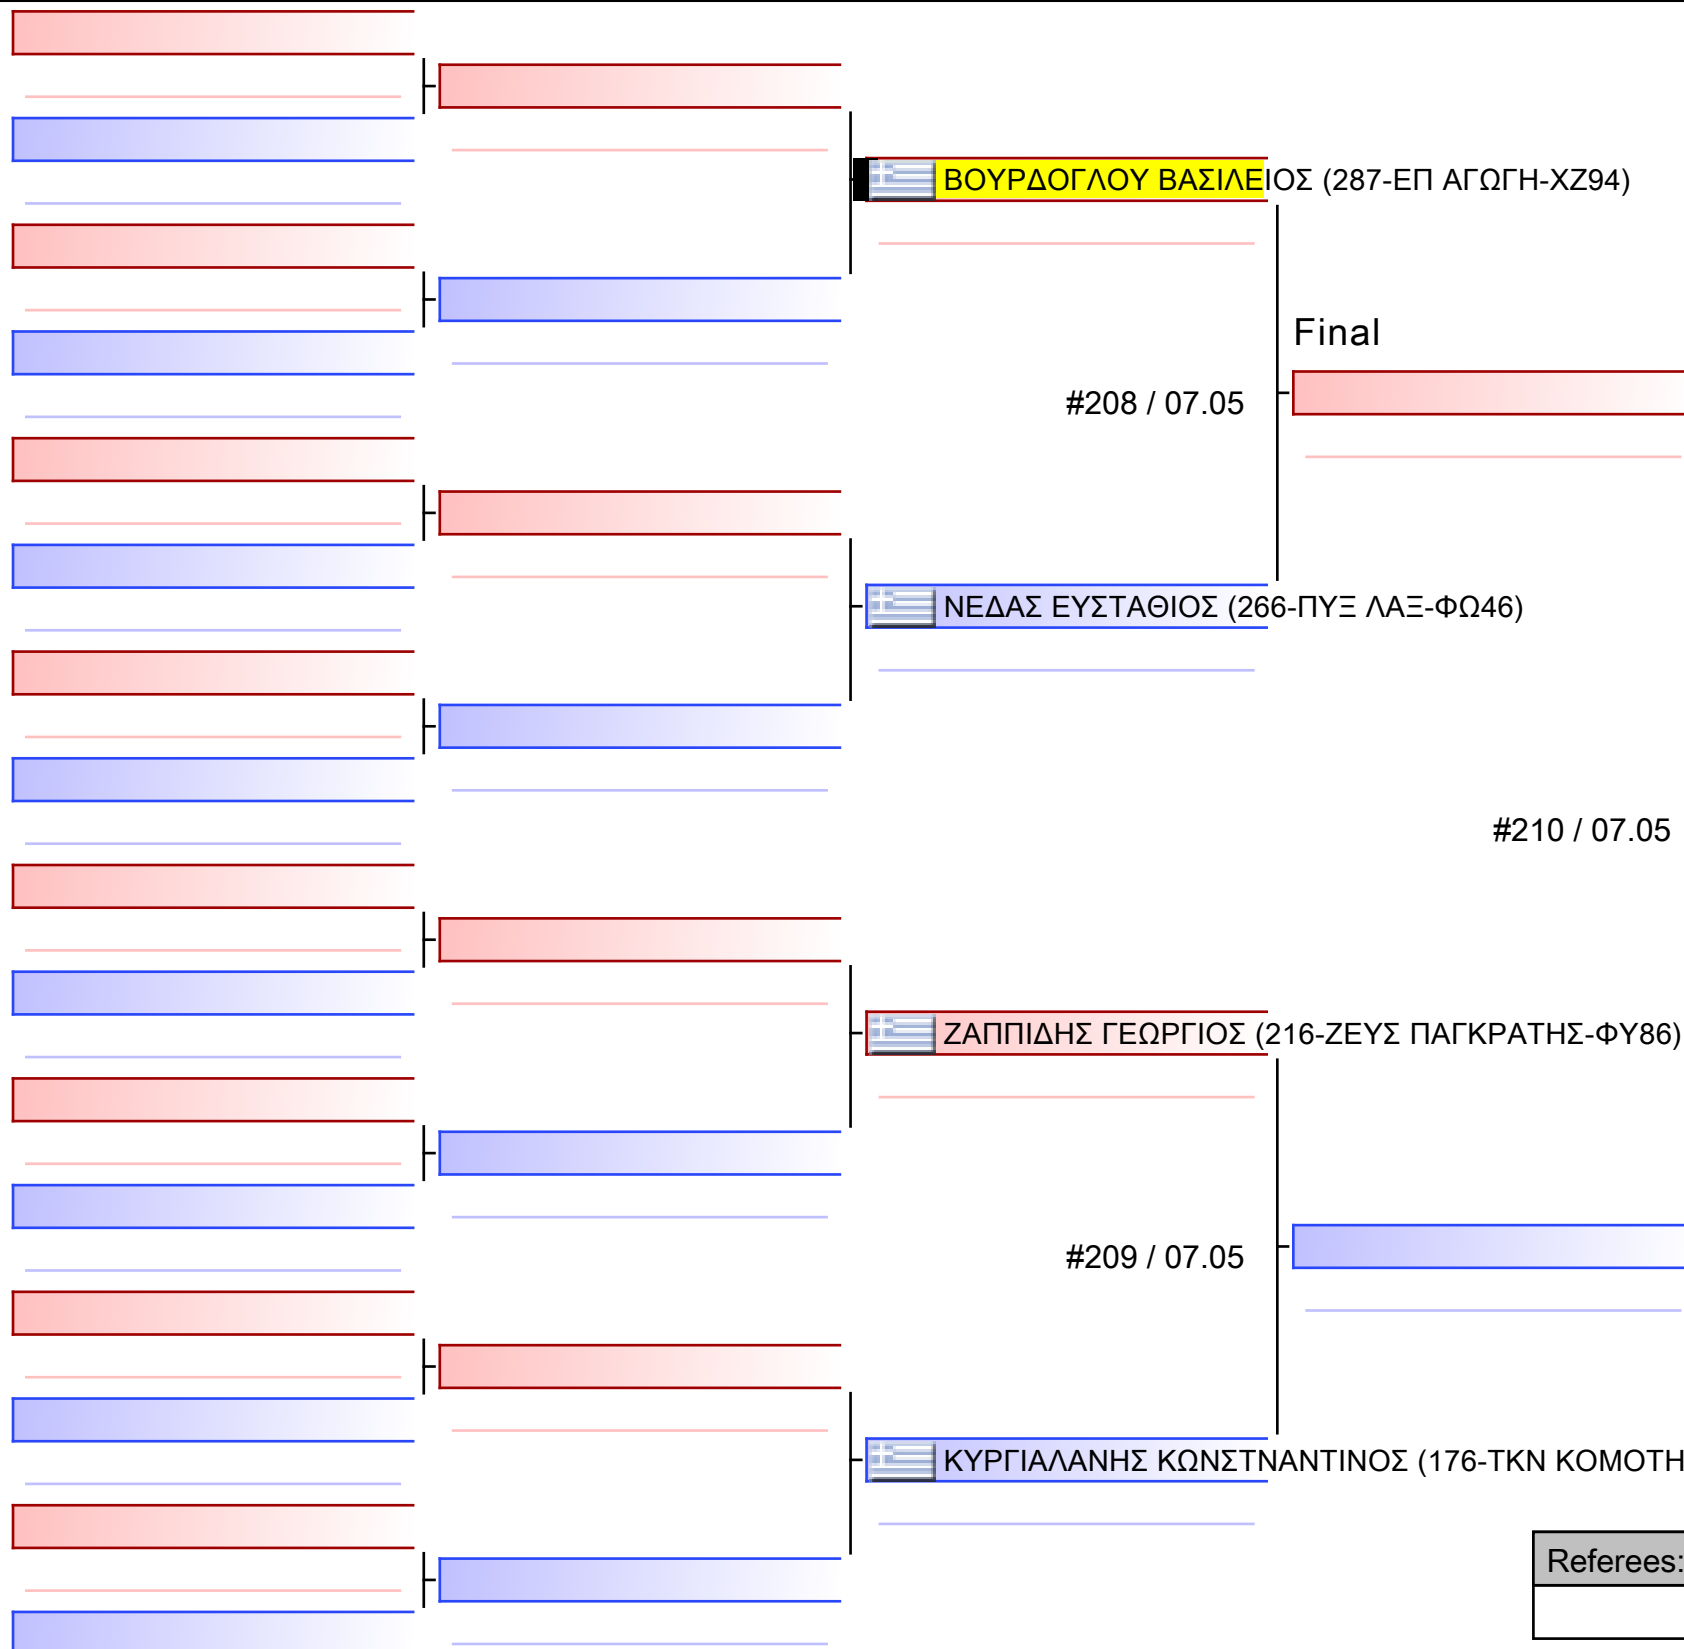 ΒΟΥΡΔΟΓΛΟΥ ΒΑΣΙΛΕΙΟΣ (287-ΕΠ ΑΓΩΓΗ-ΧΖ94)
Final
#208 / 07.05
ΝΕΔΑΣ ΕΥΣΤΑΘΙΟΣ (266-ΠΥΞ ΛΑΞ-ΦΩ46)
#210 / 07.05
ΖΑΠΠΙΔΗΣ ΓΕΩΡΓΙΟΣ (216-ΖΕΥΣ ΠΑΓΚΡΑΤΗΣ-ΦΥ86)
#209 / 07.05
ΚΥΡΓΙΑΛΑΝΗΣ ΚΩΝΣΤΝΑΝΤΙΝΟΣ (176-ΤΚΝ ΚΟΜΟΤΗ
Referees: